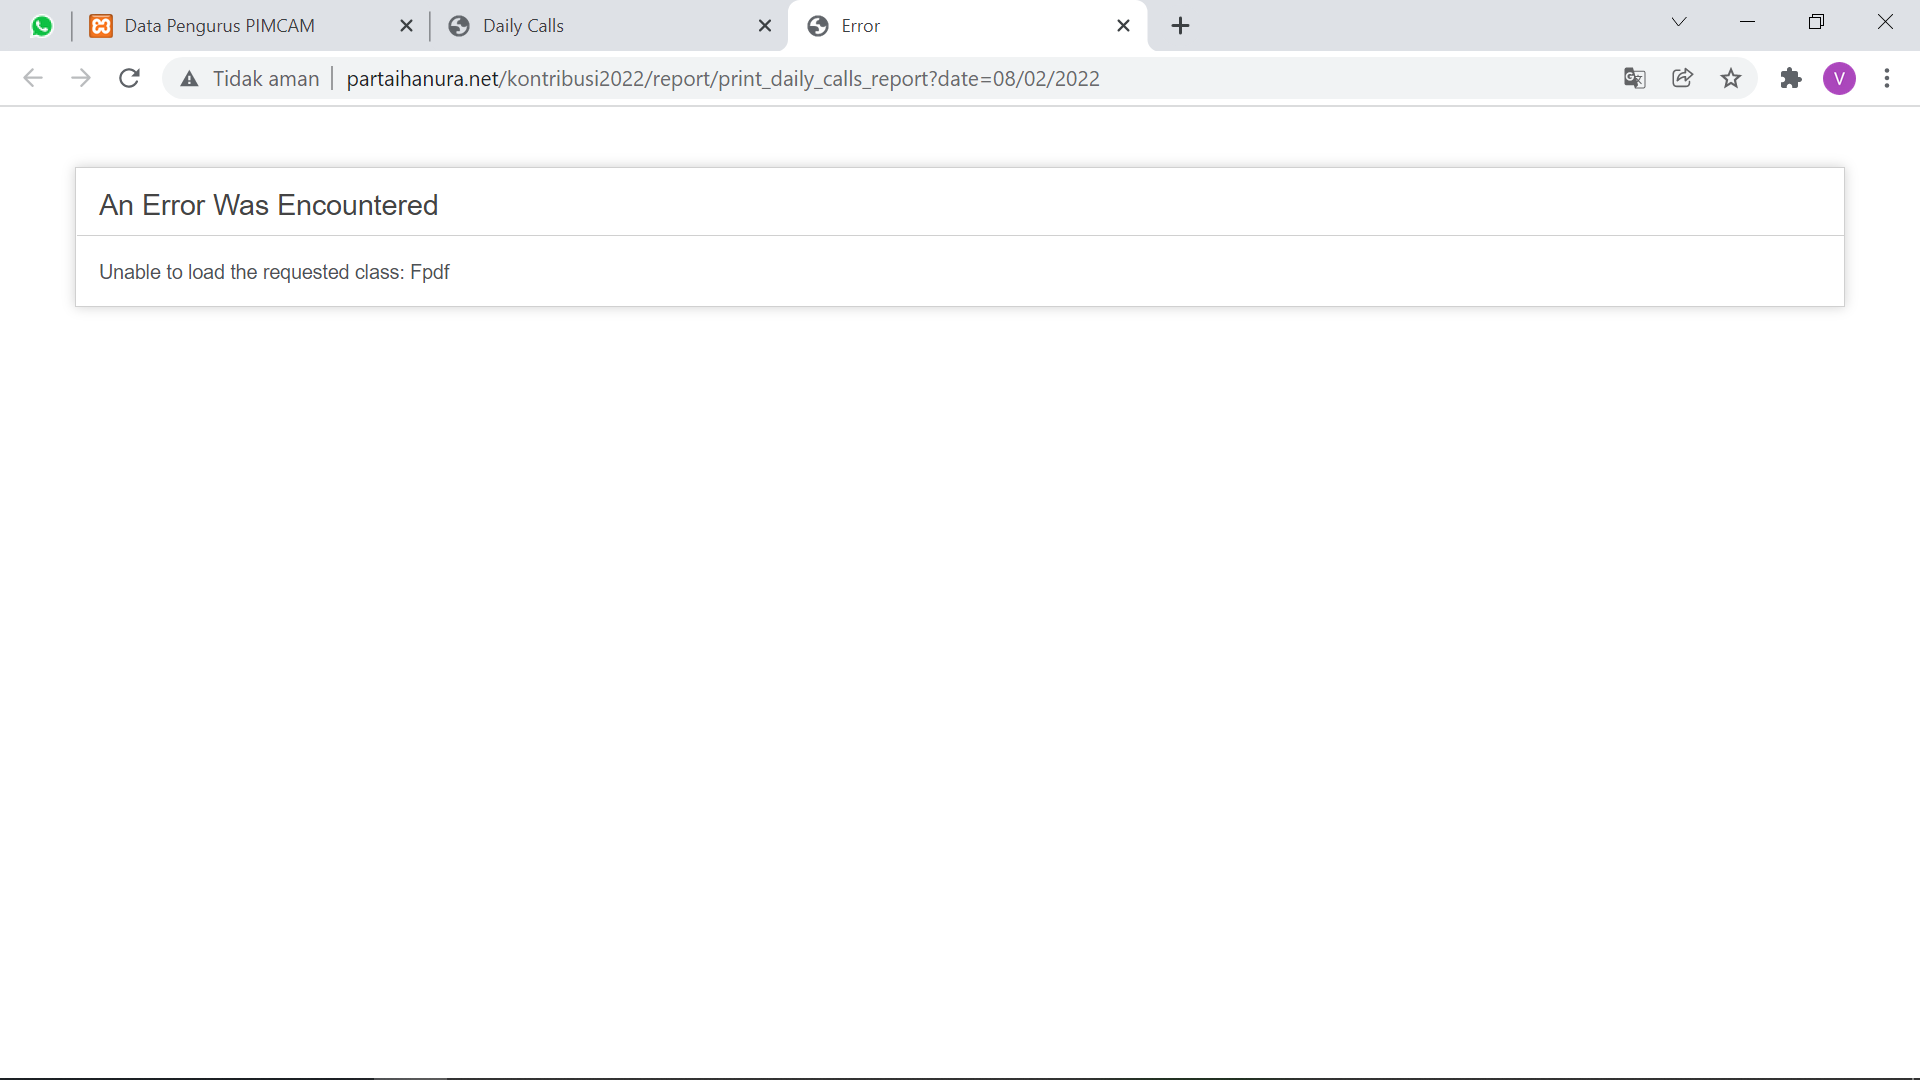 Data Pengurus PIMCAM
Daily Calls
Error
Tidak aman
partaihanura.net/kontribusi2022/report/print_daily_calls_report?date=08/02/2022
V
An Error Was Encountered
Unable to load the requested class: Fpdf